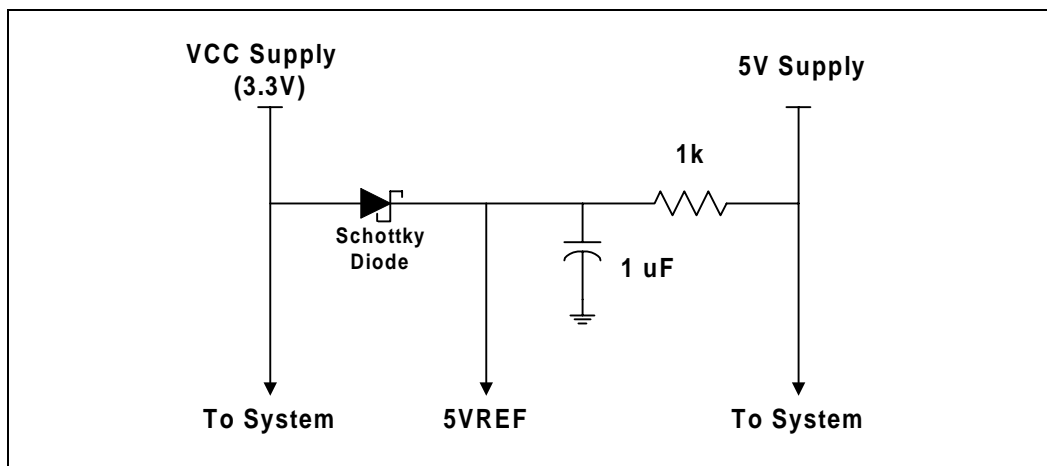 VCC Supply
(3.3V)
5V Supply
1k
Schottky
Diode
1 uF
To System
5VREF
To System